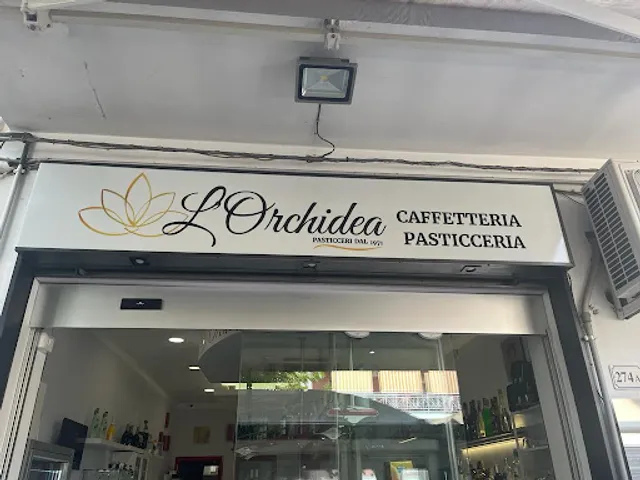 L'Orchidea
PASTICCERI DAL 1971
CAFFETTERIA
PASTICCERIA
274